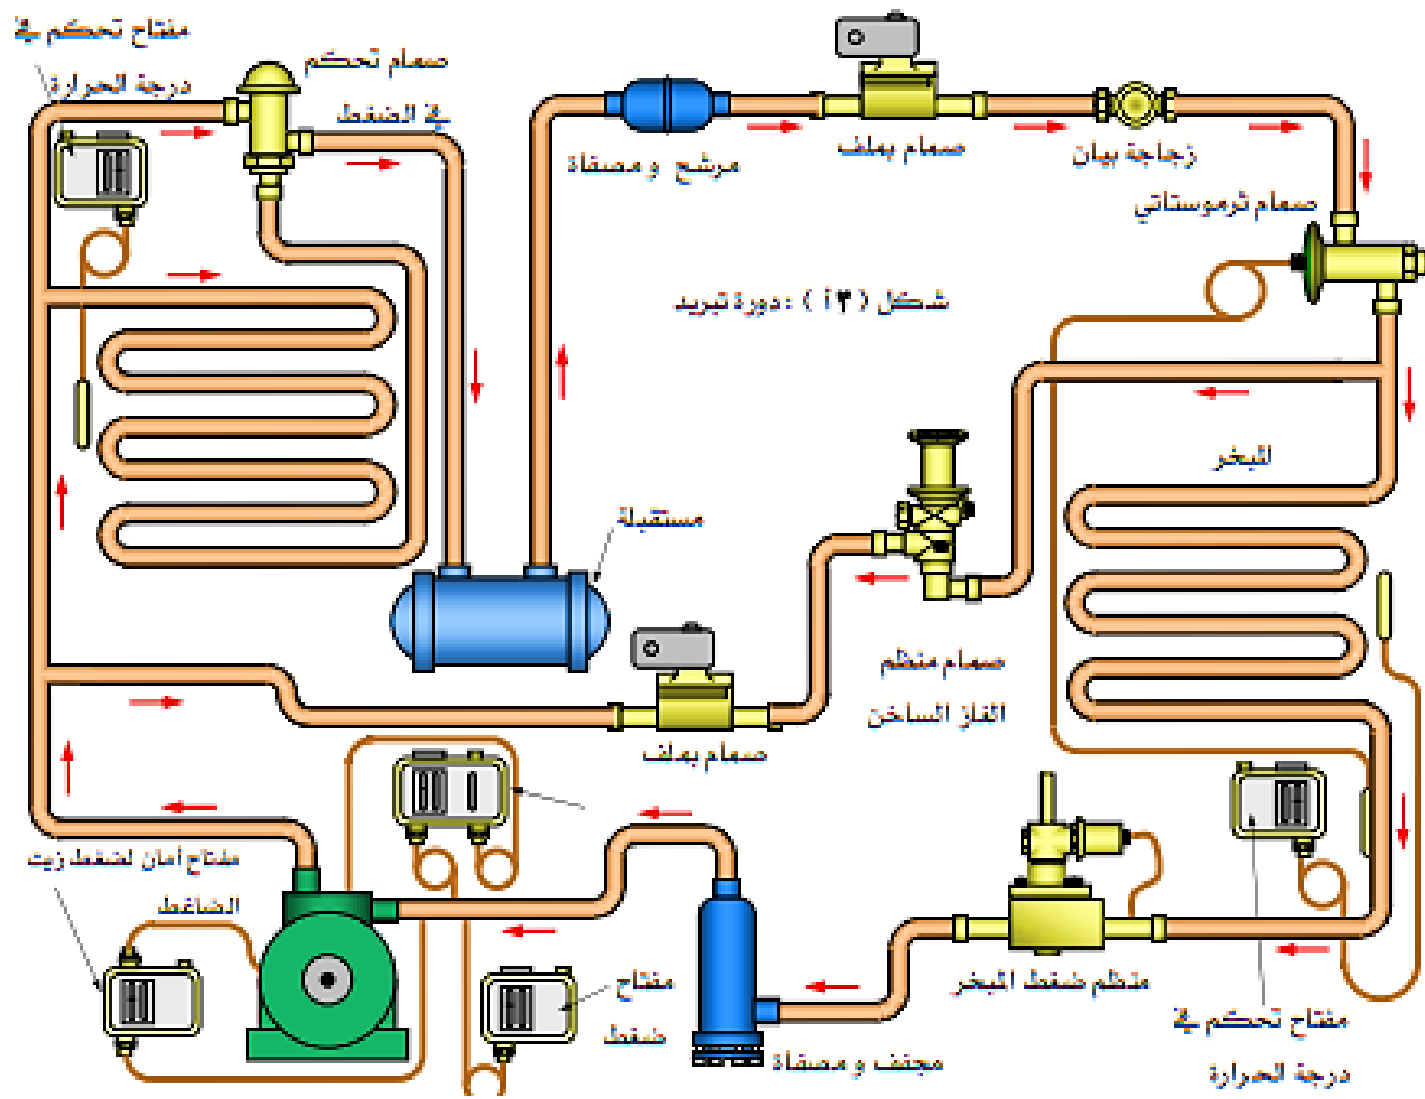 مفتاح تحكم في
درجة الحرارة
صمام تحكم
في الضغط
مرشح و مصفاة
صمام بملف
زجاجة بيان
صمام ثرموستاتي
شكل ( ٣ أ ) : دورة تبريد
المبخر
مستقبلة
صمام منظم
الغاز الساخن
صمام بملف
مفتاح أمان لضغط زيت
الضاغط
مفتاح
ضغط
مجفف و مصفاة
منظم ضغط المبخر
مفتاح تحكم في
درجة الحرارة